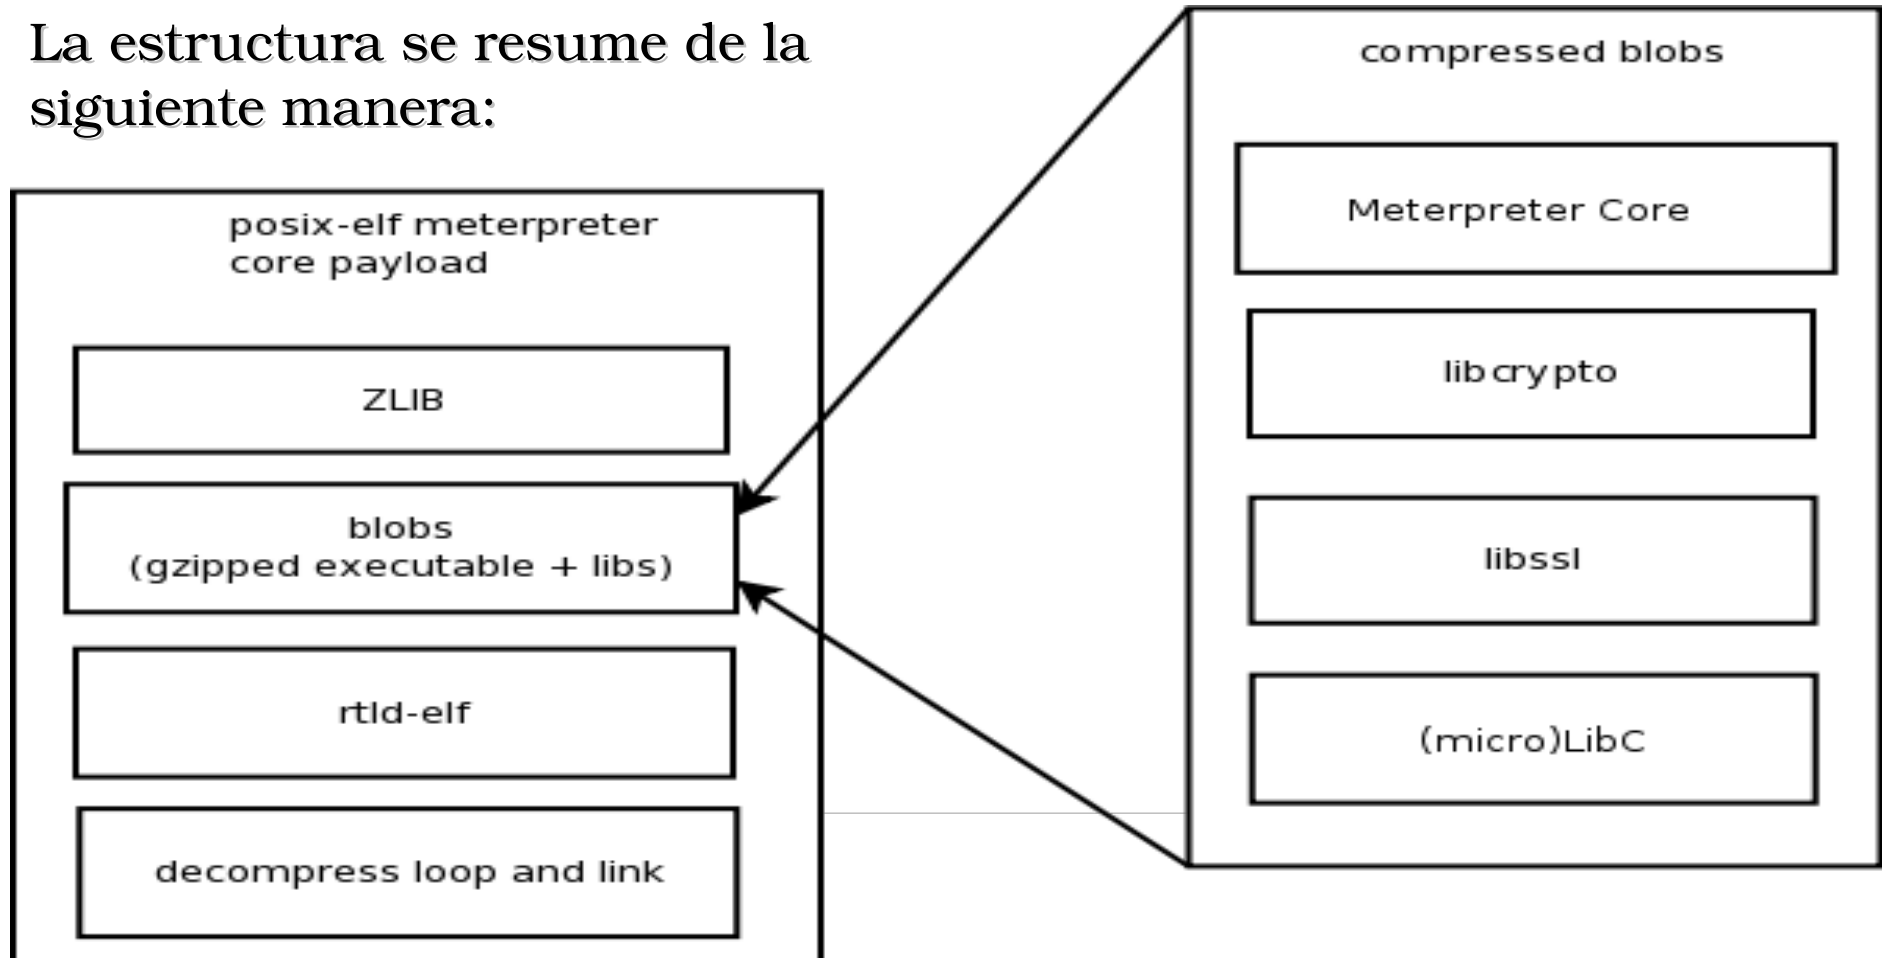 La estructura se resume de la
siguiente manera:
posix-elf meterpreter
core payload
ZLIB
blobs
(gzipped executable + libs)
rtld-elf
decompress loop and link
compressed blobs
Meterpreter Core
libcrypto
libssl
(micro)LibC